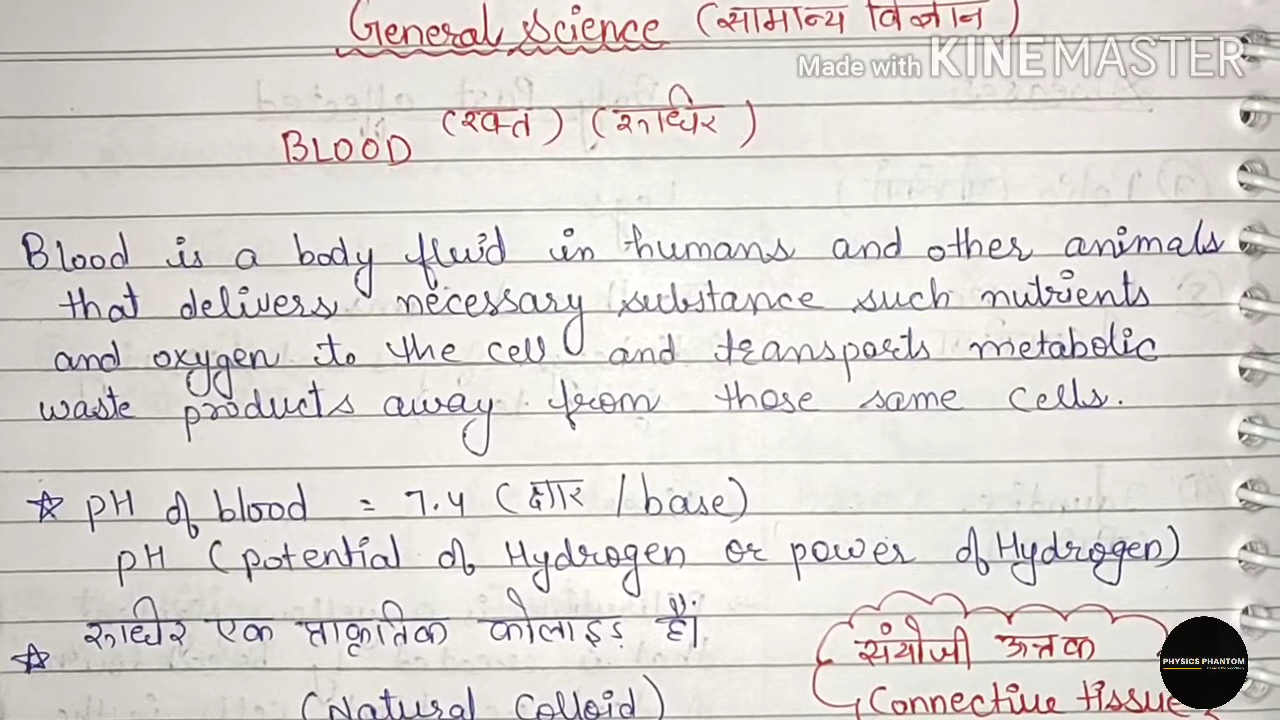 General Science (सामान्य विज्ञान)
Made with KINEMASTER
BLOOD (रक्त) (रुधिर)
Blood is a body fluid in humans and other animals
that delivers necessary substance such nutrients
and oxygen to the cell and transports metabolic
waste products away from those same cells.
☆ pH of blood = 7.4 (क्षार / base)
pH (potential of Hydrogen or power of Hydrogen)
☆ रुधिर एक प्राकृतिक कोलाइड है।
(Natural Colloid)
संयोजी ऊतक
Connective tissue
PHYSICS PHANTOM